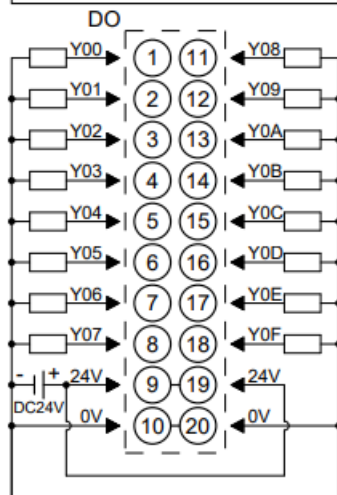 DO
Y00 1 11 Y08
Y01 2 12 Y09
Y02 3 13 Y0A
Y03 4 14 Y0B
Y04 5 15 Y0C
Y05 6 16 Y0D
Y06 7 17 Y0E
Y07 8 18 Y0F
- + 24V 9 19 24V
DC24V
0V 10 20 0V